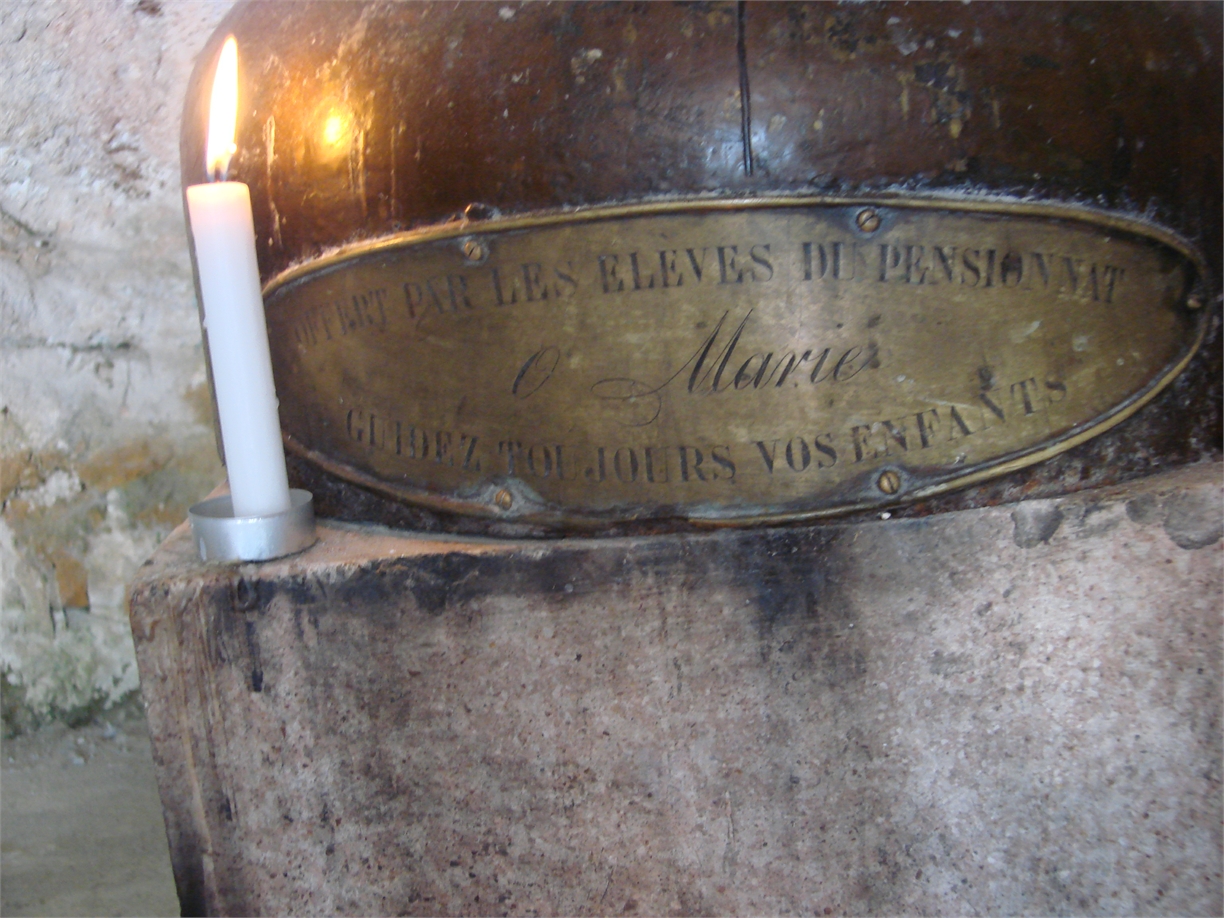 OFFERT PAR LES ELEVES DU PENSIONNAT
O Marie
GUIDEZ TOUJOURS VOS ENFANTS